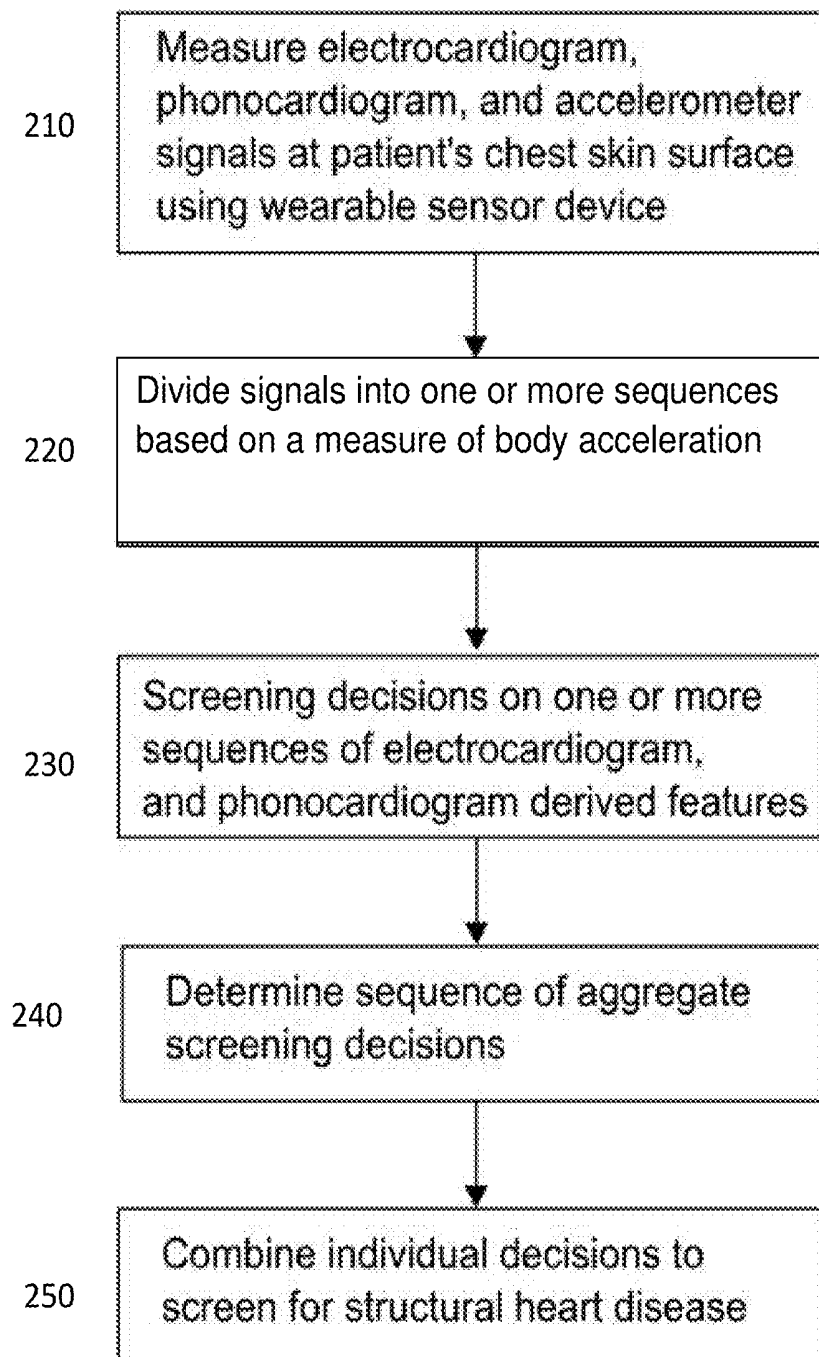 Measure electrocardiogram,
phonocardiogram, and accelerometer
210
signals at patient's chest skin surface
using wearable sensor device
Divide signals into one or more sequences
220
based on a measure of body acceleration
Screening decisions on one or more
230
sequences of electrocardiogram,
and phonocardiogram derived features
240
Determine sequence of aggregate
screening decisions
250
Combine individual decisions to
screen for structural heart disease